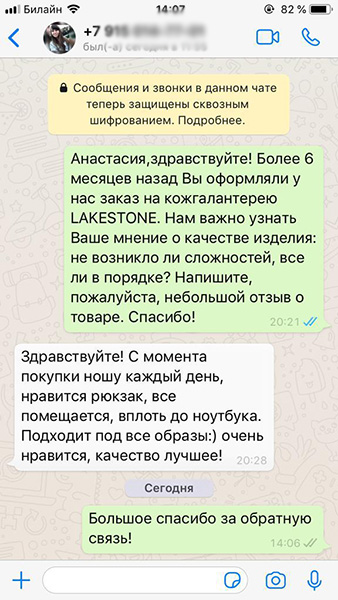 Билайн 14:07 82 %
+7 915
был(-а) сегодня в
Сообщения и звонки в данном чате
теперь защищены сквозным
шифрованием. Подробнее.
Анастасия,здравствуйте! Более 6
месяцев назад Вы оформляли у
нас заказ на кожгалантерею
LAKESTONE. Нам важно узнать
Ваше мнение о качестве изделия:
не возникло ли сложностей, все
ли в порядке? Напишите,
пожалуйста, небольшой отзыв о
товаре. Спасибо!
20:21
Здравствуйте! С момента
покупки ношу каждый день,
нравится рюкзак, все
помещается, вплоть до ноутбука.
Подходит под все образы:) очень
нравится, качество лучшее!
20:28
Сегодня
Большое спасибо за обратную
связь!
14:06